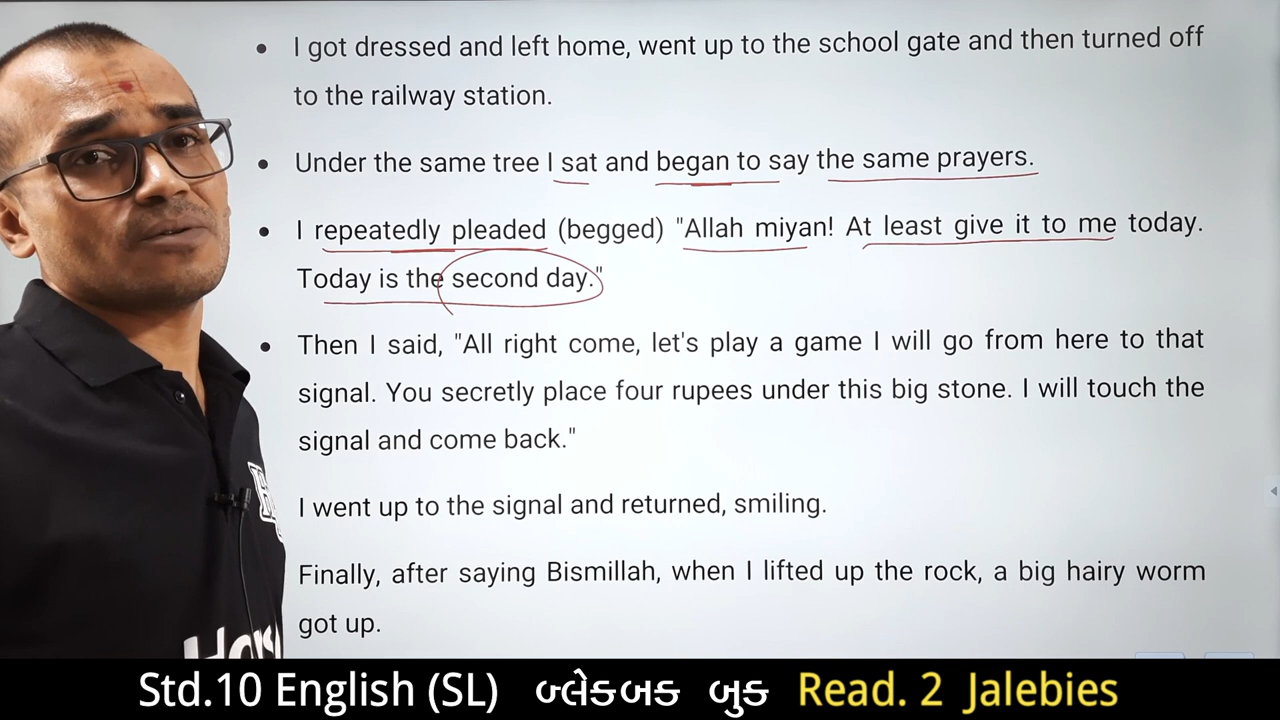 I got dressed and left home, went up to the school gate and then turned off
to the railway station.
Under the same tree I sat and began to say the same prayers.
I repeatedly pleaded (begged) "Allah miyan! At least give it to me today.
Today is the second day."
Then I said, "All right come, let's play a game I will go from here to that
signal. You secretly place four rupees under this big stone. I will touch the
signal and come back."
I went up to the signal and returned, smiling.
Finally, after saying Bismillah, when I lifted up the rock, a big hairy worm
got up.
Std.10 English (SL) બ્લેકબક બુક Read. 2 Jalebies